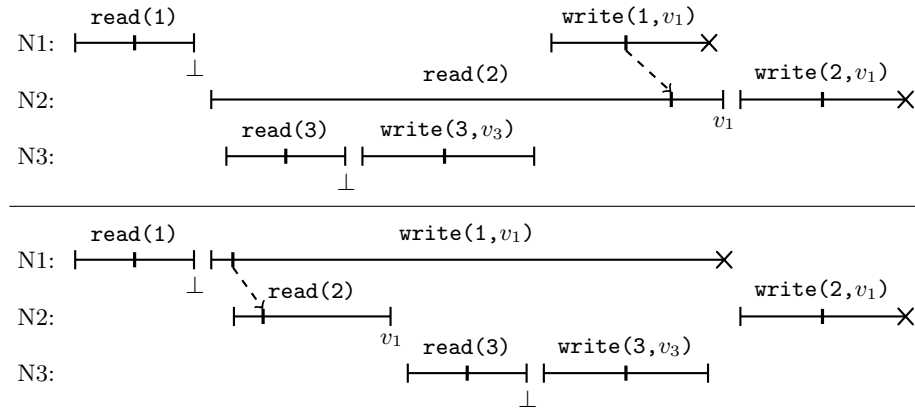 read(1) write(1,v₁)
N1:
⊥ read(2) write(2,v₁)
N2:
read(3) write(3,v₃) v₁
N3:
⊥
read(1) write(1,v₁)
N1:
⊥ read(2) write(2,v₁)
N2:
v₁ read(3) write(3,v₃)
N3:
⊥